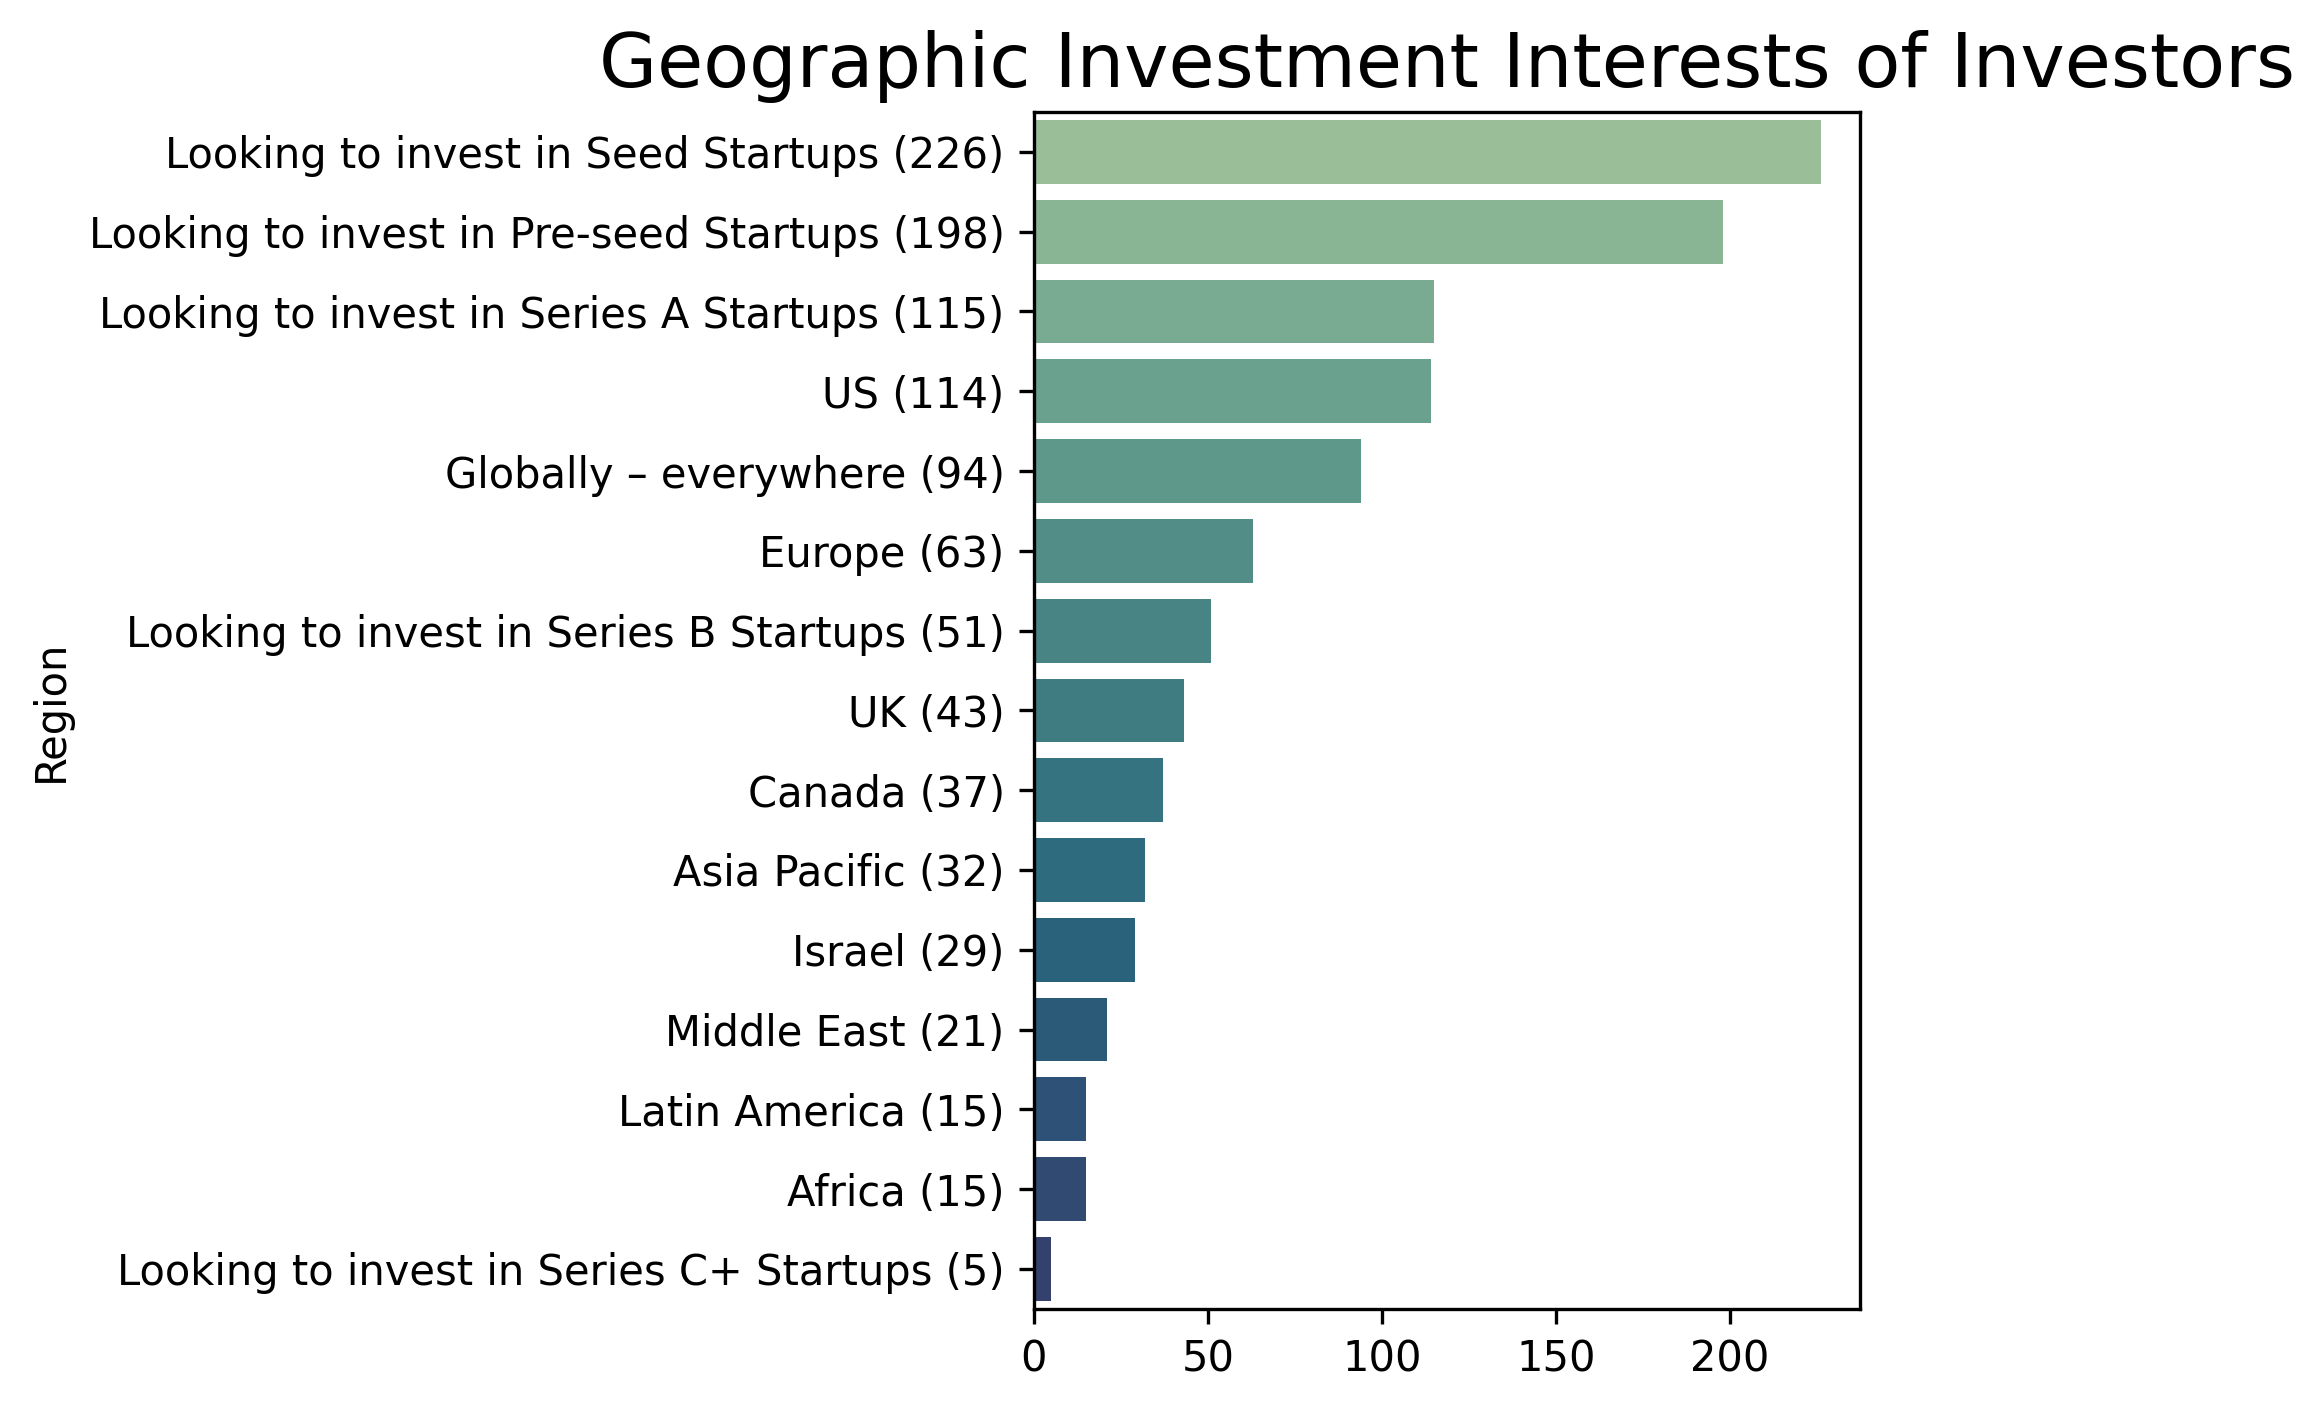 Geographic Investment Interests of Investors
Looking to invest in Seed Startups (226)
Looking to invest in Pre-seed Startups (198)
Looking to invest in Series A Startups (115)
US (114)
Globally – everywhere (94)
Europe (63)
Looking to invest in Series B Startups (51)
UK (43)
Canada (37)
Asia Pacific (32)
Israel (29)
Middle East (21)
Latin America (15)
Africa (15)
Looking to invest in Series C+ Startups (5)
Region
0 50 100 150 200